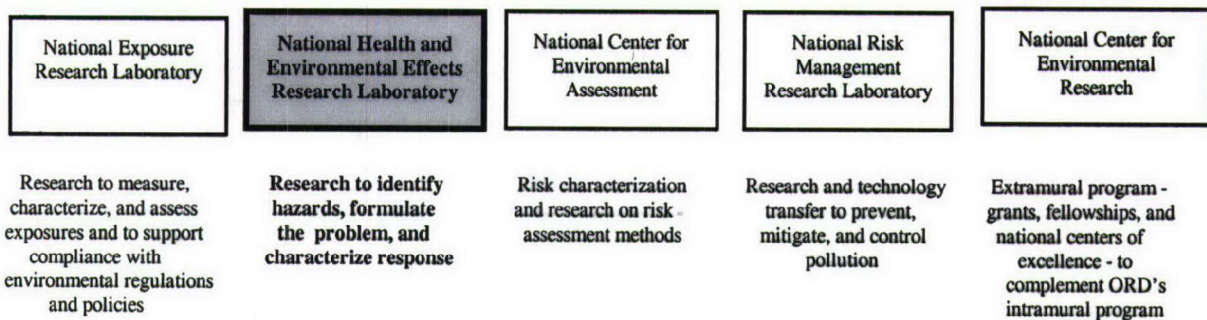 National Exposure
Research Laboratory
National Health and
Environmental Effects
Research Laboratory
National Center for
Environmental
Assessment
National Risk
Management
Research Laboratory
National Center for
Environmental
Research
Research to measure,
characterize, and assess
exposures and to support
compliance with
environmental regulations
and policies
Research to identify
hazards, formulate
the problem, and
characterize response
Risk characterization
and research on risk
assessment methods
Research and technology
transfer to prevent,
mitigate, and control
pollution
Extramural program -
grants, fellowships, and
national centers of
excellence - to
complement ORD's
intramural program